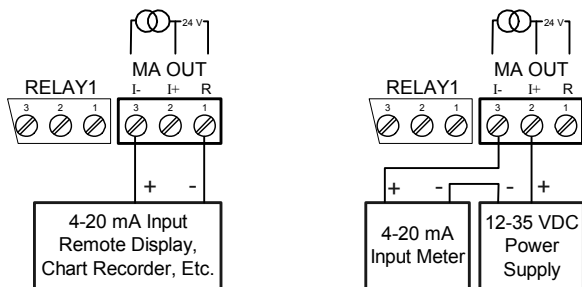 24 V
MA OUT
RELAY1 I- I+ R
3 2 1 3 2 1
+ -
4-20 mA Input
Remote Display,
Chart Recorder, Etc.
24 V
MA OUT
RELAY1 I- I+ R
3 2 1 3 2 1
+ - - +
4-20 mA
Input Meter
12-35 VDC
Power
Supply